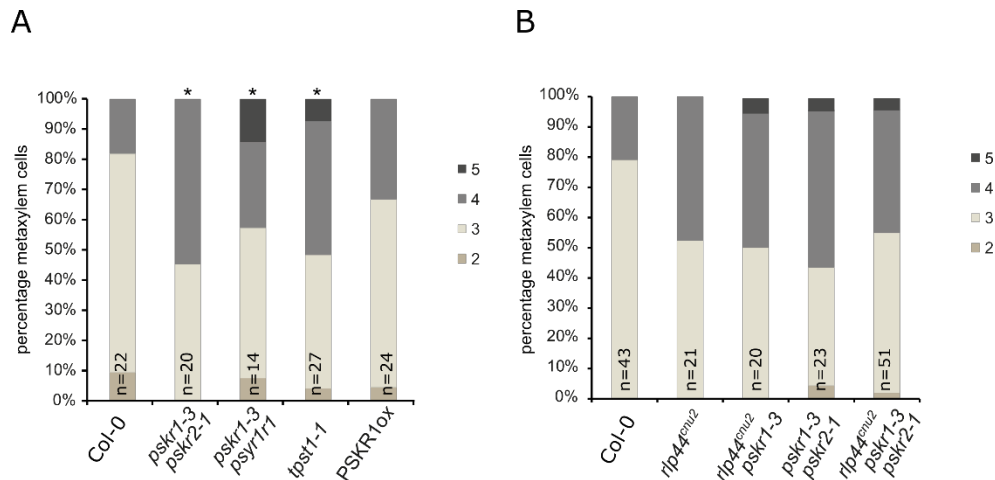 A
B
* * *
percentage metaxylem cells
100%
90%
80%
70%
60%
50%
40%
30%
20%
10%
0%
n=22
n=20
n=14
n=27
n=24
Col-0
pskr1-3
pskr2-1
pskr1-3
psyr1r1
tpst1-1
PSKR1ox
5
4
3
2
percentage metaxylem cells
100%
90%
80%
70%
60%
50%
40%
30%
20%
10%
0%
n=43
n=21
n=20
n=23
n=51
Col-0
rlp44cnu2
rlp44cnu2
pskr1-3
pskr1-3
pskr2-1
rlp44cnu2
pskr1-3
pskr2-1
5
4
3
2